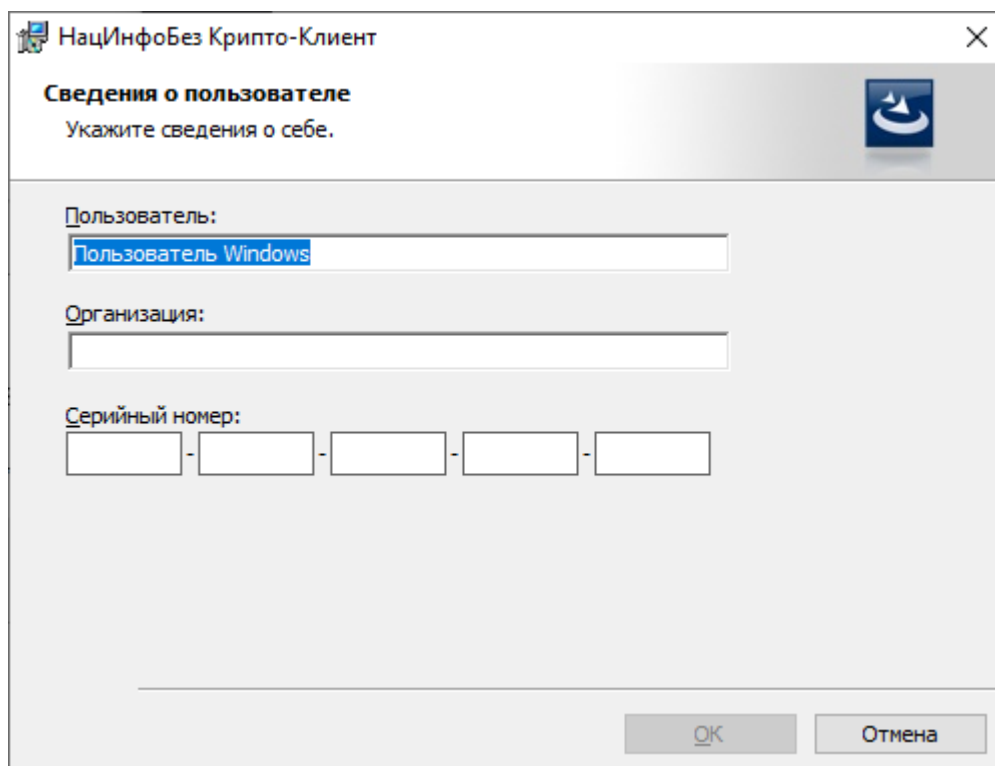 НацИнфоБез Крипто-Клиент
Сведения о пользователе
Укажите сведения о себе.
Пользователь:
Пользователь Windows
Организация:
Серийный номер:
- - - -
OK Отмена